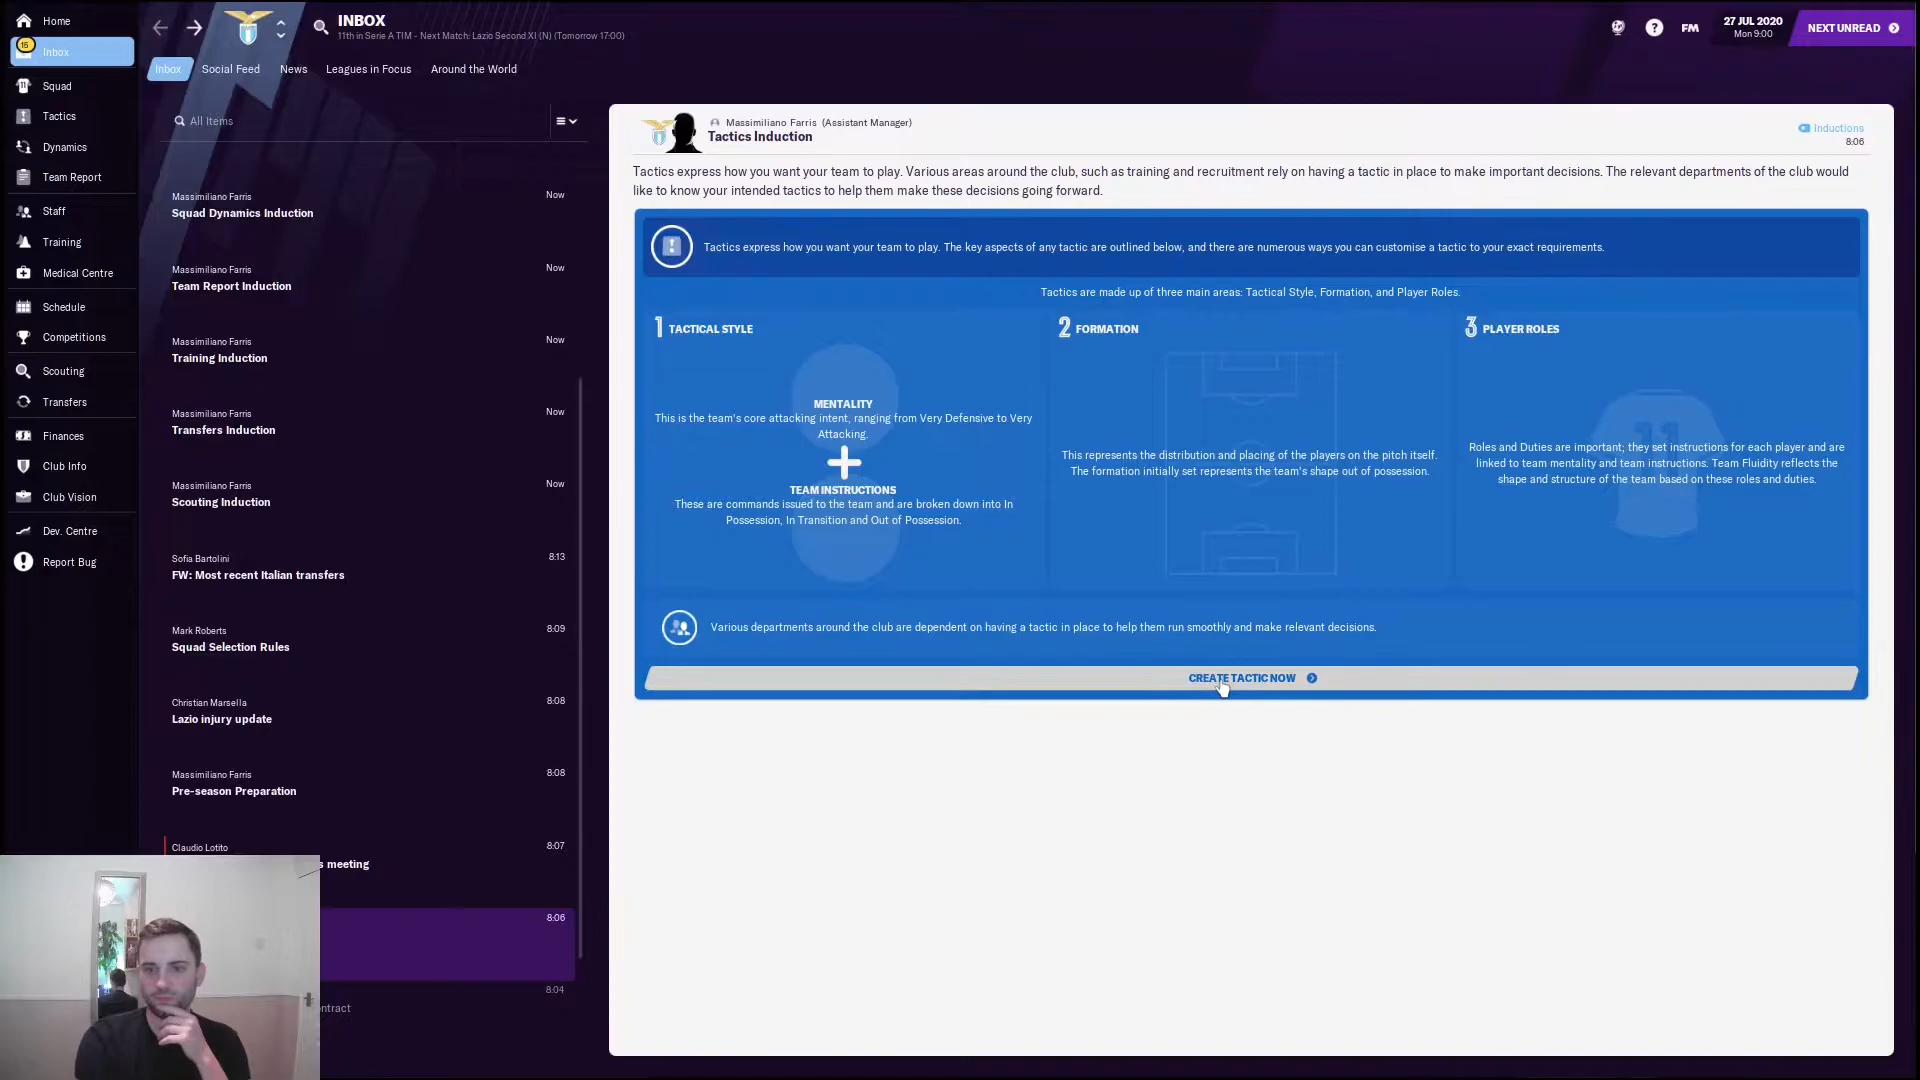 Home
15
Inbox
Squad
Tactics
Dynamics
Team Report
Staff
Training
Medical Centre
Schedule
Competitions
Scouting
Transfers
Finances
Club Info
Club Vision
Dev. Centre
Report Bug
INBOX
11th in Serie A TIM - Next Match: Lazio Second XI (N) (Tomorrow 17:00)
FM
27 JUL 2020
Mon 9:00
NEXT UNREAD
Inbox
Social Feed
News
Leagues in Focus
Around the World
All Items
Massimiliano Farris
Now
Squad Dynamics Induction
Massimiliano Farris
Now
Team Report Induction
Massimiliano Farris
Now
Training Induction
Massimiliano Farris
Now
Transfers Induction
Massimiliano Farris
Now
Scouting Induction
Sofia Bartolini
8:13
FW: Most recent Italian transfers
Mark Roberts
8:09
Squad Selection Rules
Christian Marsella
8:08
Lazio injury update
Massimiliano Farris
8:08
Pre-season Preparation
Claudio Lotito
8:07
s meeting
8:06
8:04
ntract
Massimiliano Farris (Assistant Manager)
Tactics Induction
Inductions
8:06
Tactics express how you want your team to play. Various areas around the club, such as training and recruitment rely on having a tactic in place to make important decisions. The relevant departments of the club would
like to know your intended tactics to help them make these decisions going forward.
Tactics express how you want your team to play. The key aspects of any tactic are outlined below, and there are numerous ways you can customise a tactic to your exact requirements.
Tactics are made up of three main areas: Tactical Style, Formation, and Player Roles.
1 TACTICAL STYLE
MENTALITY
This is the team's core attacking intent, ranging from Very Defensive to Very
Attacking.
TEAM INSTRUCTIONS
These are commands issued to the team and are broken down into In
Possession, In Transition and Out of Possession.
2 FORMATION
This represents the distribution and placing of the players on the pitch itself.
The formation initially set represents the team's shape out of possession.
3 PLAYER ROLES
11
Roles and Duties are important; they set instructions for each player and are
linked to team mentality and team instructions. Team Fluidity reflects the
shape and structure of the team based on these roles and duties.
Various departments around the club are dependent on having a tactic in place to help them run smoothly and make relevant decisions.
CREATE TACTIC NOW